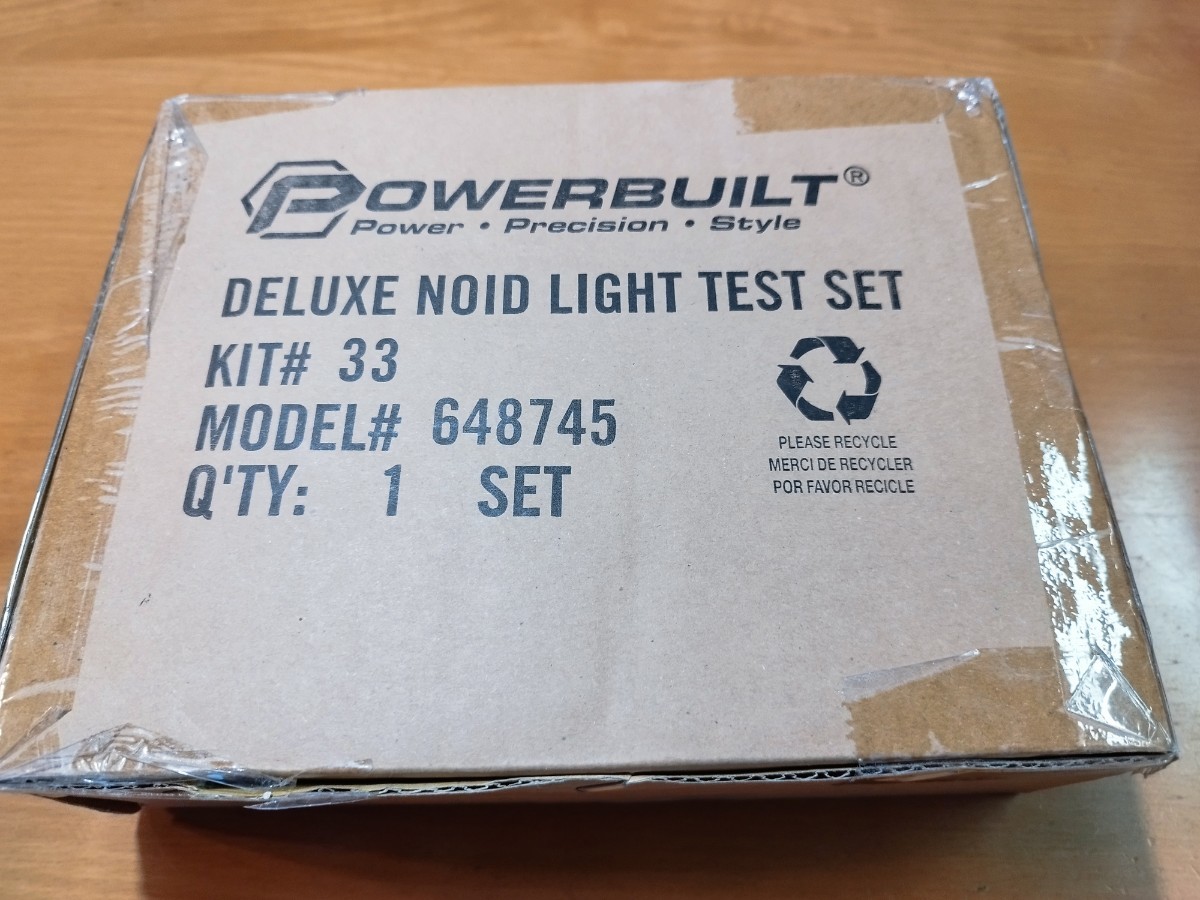 POWERBUILT®
Power • Precision • Style
DELUXE NOID LIGHT TEST SET
KIT# 33
MODEL# 648745
Q'TY: 1 SET
PLEASE RECYCLE
MERCI DE RECYCLER
POR FAVOR RECICLE